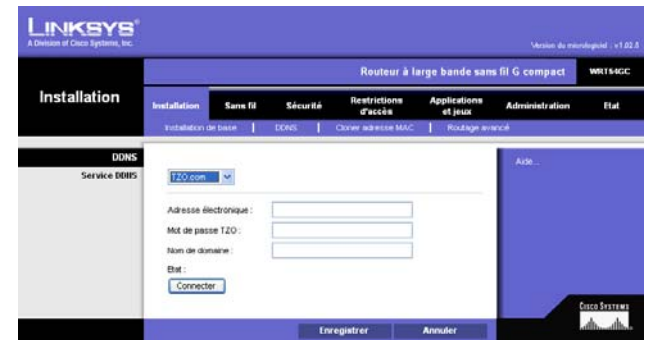 LINKSYS®
A Division of Cisco Systems, Inc.
Version du micrologiciel : v1.02.8
Routeur à large bande sans fil G compact WRT54GC
Installation
Installation Sans fil Sécurité Restrictions d'accès Applications et jeux Administration Etat
Installation de base | DDNS | Cloner adresse MAC | Routage avancé
DDNS
Service DDNS
TZO.com
Aide...
Adresse électronique :
Mot de passe TZO :
Nom de domaine :
Etat :
Connecter
Enregistrer Annuler
CISCO SYSTEMS